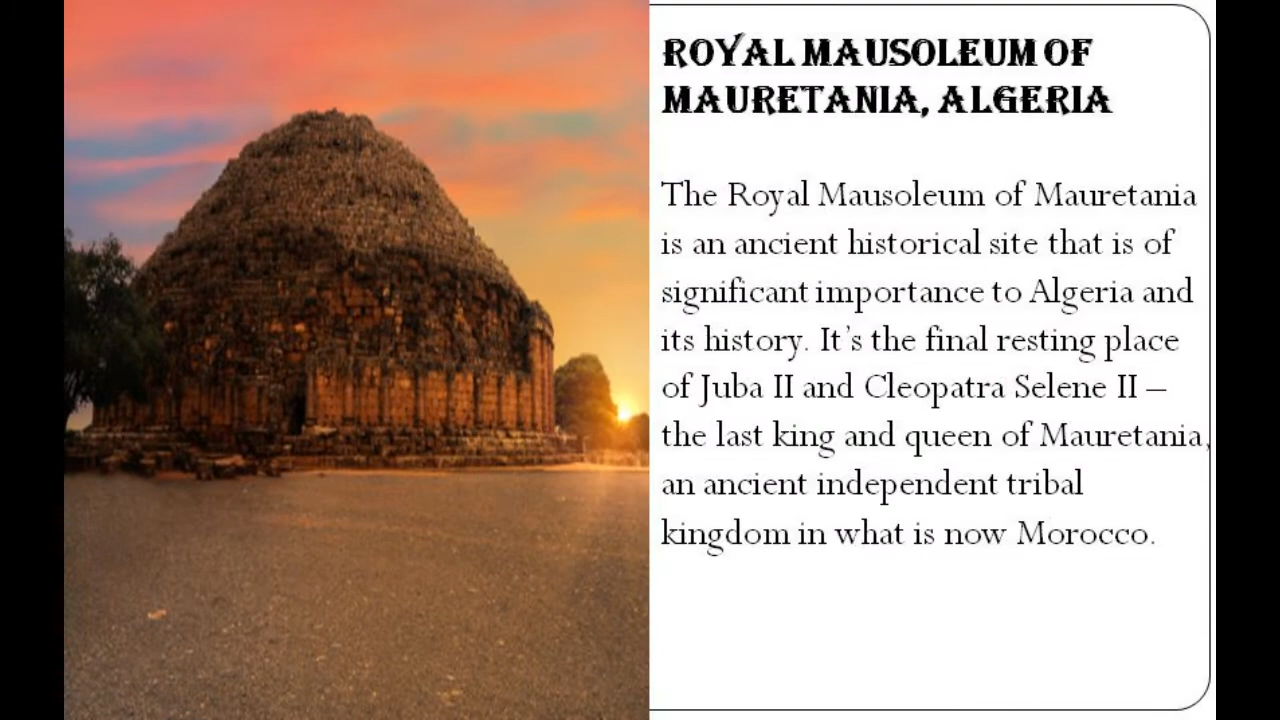 ROYAL MAUSOLEUM OF
MAURETANIA, ALGERIA
The Royal Mausoleum of Mauretania
is an ancient historical site that is of
significant importance to Algeria and
its history. It's the final resting place
of Juba II and Cleopatra Selene II –
the last king and queen of Mauretania,
an ancient independent tribal
kingdom in what is now Morocco.